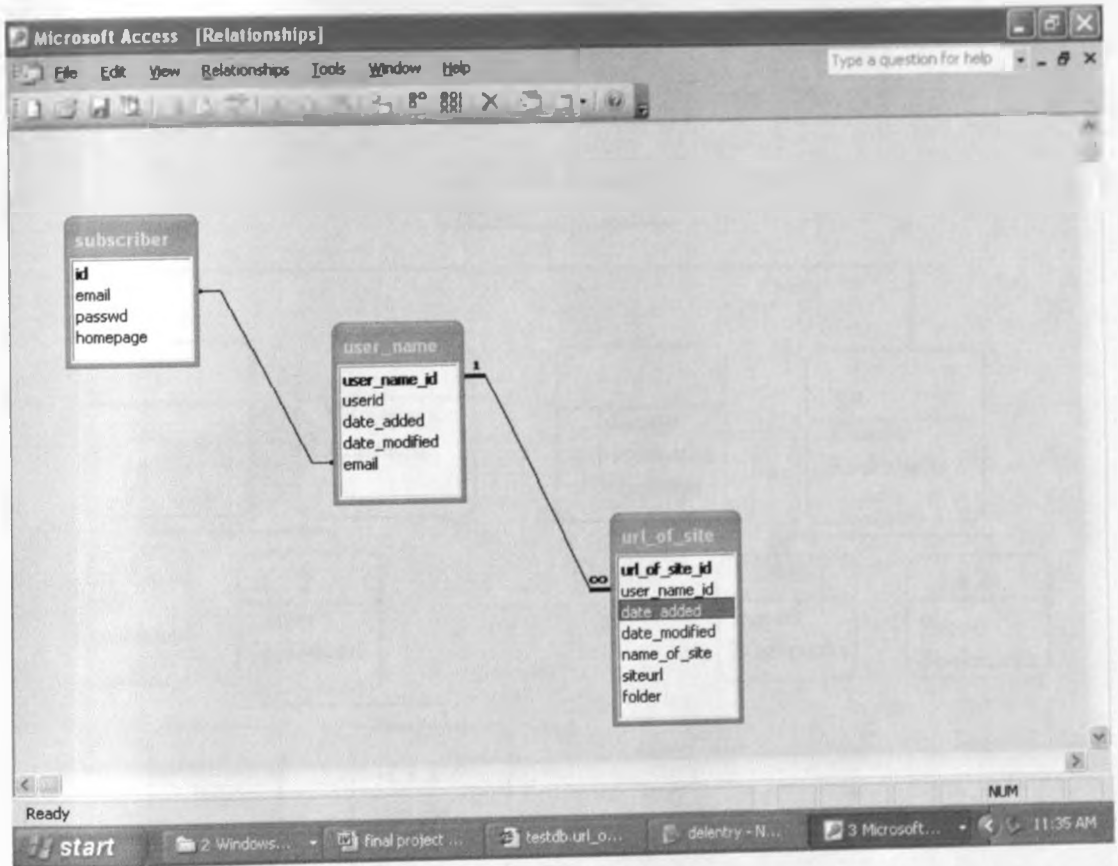 Microsoft Access [Relationships]
File Edit View Relationships Tools Window Help
Type a question for help
subscriber
id
email
passwd
homepage
user_name
user_name_id
userid
date_added
date_modified
email
1
∞
url_of_site
url_of_site_id
user_name_id
date_added
date_modified
name_of_site
siteurl
folder
Ready
NUM
start
2 Windows...
final project ...
testdb.url_o...
delentry - N...
3 Microsoft...
11:35 AM